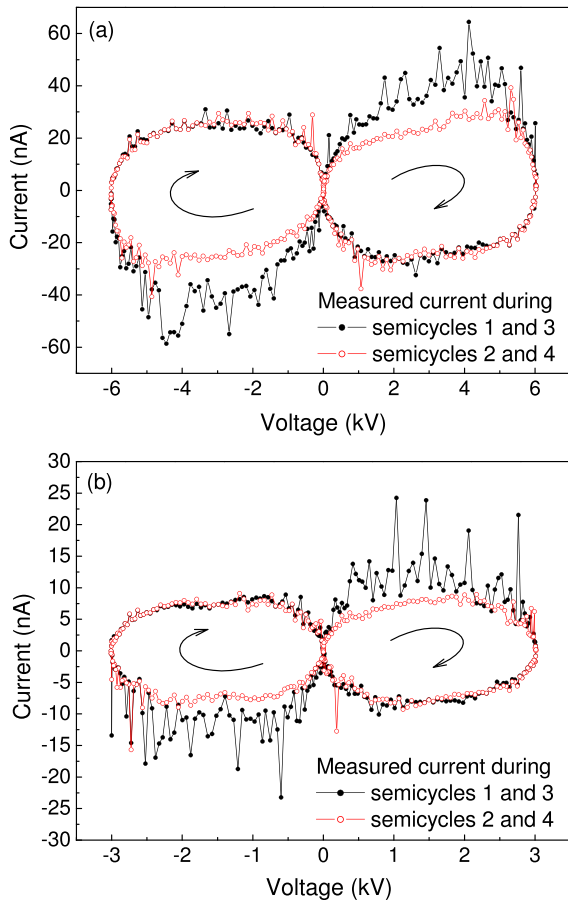 (a)
60
40
20
0
-20
-40
-60
Current (nA)
Measured current during
semicycles 1 and 3
semicycles 2 and 4
-6
-4
-2
0
2
4
6
Voltage (kV)
(b)
30
25
20
15
10
5
0
-5
-10
-15
-20
-25
-30
Current (nA)
Measured current during
semicycles 1 and 3
semicycles 2 and 4
-3
-2
-1
0
1
2
3
Voltage (kV)